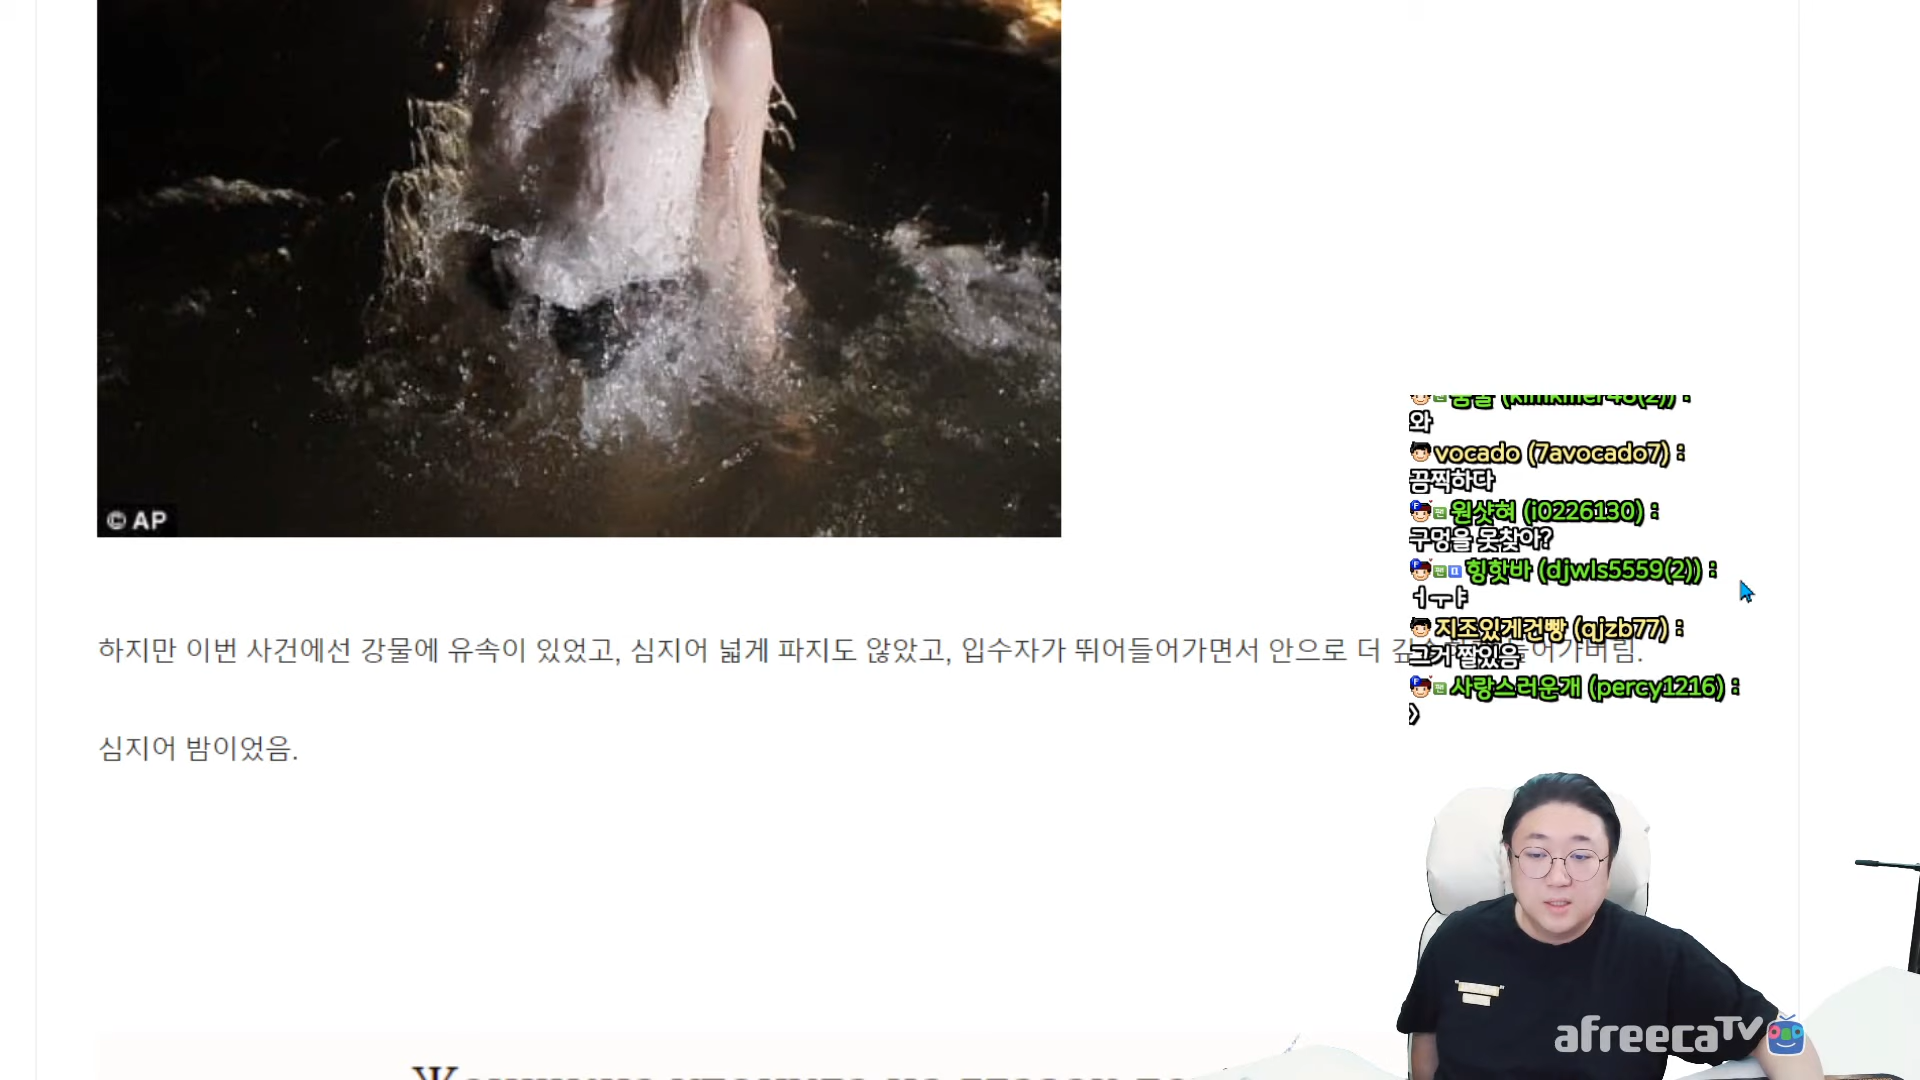 © AP
와
vocado (7avocado7) :
끔찍하다
원샷혀 (i0226130) :
구멍을 못찾아?
힝핫바 (djwls5559(2)) :
ㅓㅜㅑ
지조있게건빵 (qjzb77) :
그거 짤있음
사랑스러운개 (percy1216) :
하지만 이번 사건에선 강물에 유속이 있었고, 심지어 넓게 파지도 않았고, 입수자가 뛰어들어가면서 안으로 더
심지어 밤이었음.
afreecaTV